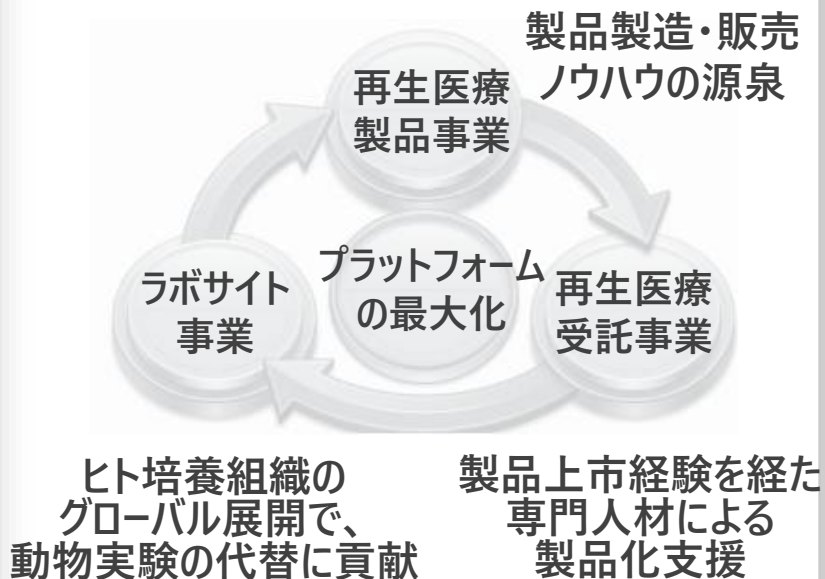 製品製造・販売
ノウハウの源泉
再生医療
製品事業
プラットフォーム
の最大化
ラボサイト
事業
再生医療
受託事業
ヒト培養組織の
グローバル展開で、
動物実験の代替に貢献
製品上市経験を経た
専門人材による
製品化支援